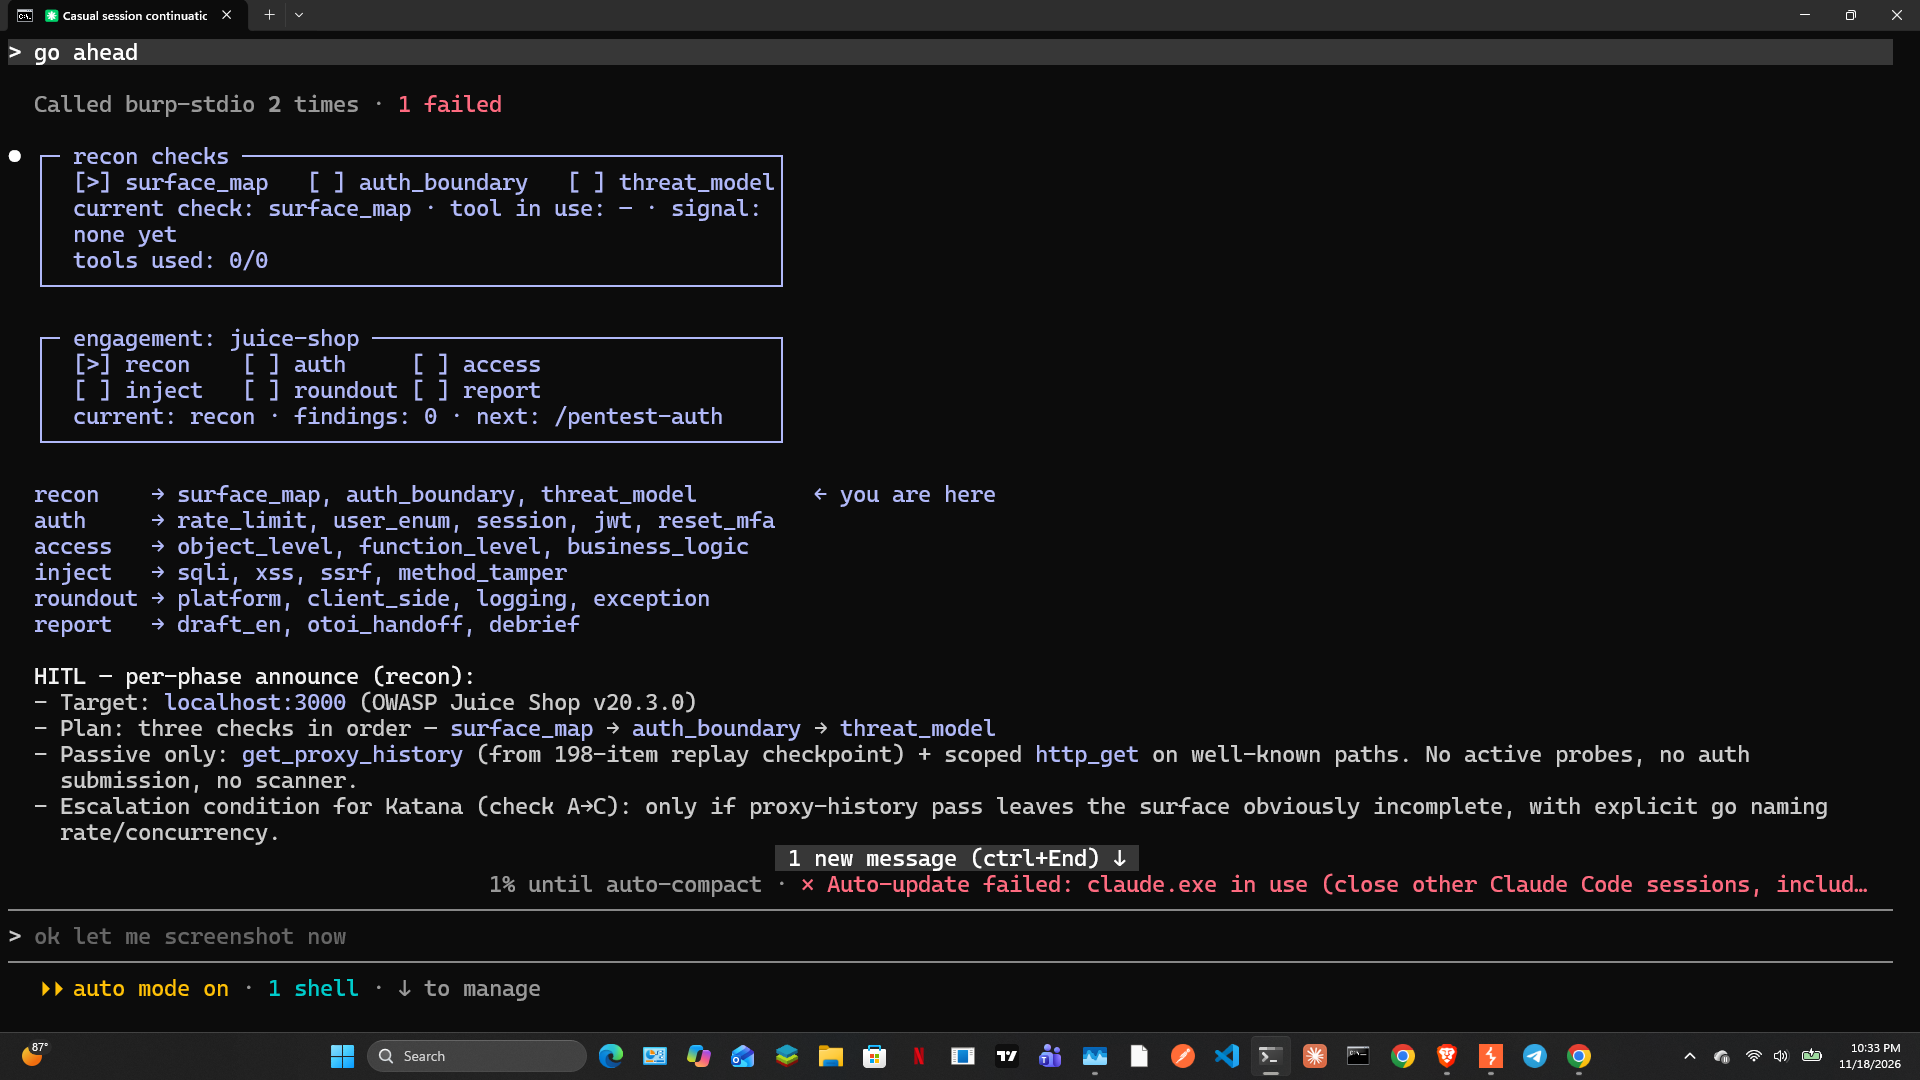 Casual session continuatic
> go ahead
Called burp-stdio 2 times · 1 failed
● recon checks
[>] surface_map [ ] auth_boundary [ ] threat_model
current check: surface_map · tool in use: — · signal:
none yet
tools used: 0/0
engagement: juice-shop
[>] recon [ ] auth [ ] access
[ ] inject [ ] roundout [ ] report
current: recon · findings: 0 · next: /pentest-auth
recon → surface_map, auth_boundary, threat_model ← you are here
auth → rate_limit, user_enum, session, jwt, reset_mfa
access → object_level, function_level, business_logic
inject → sqli, xss, ssrf, method_tamper
roundout → platform, client_side, logging, exception
report → draft_en, otoi_handoff, debrief
HITL — per-phase announce (recon):
- Target: localhost:3000 (OWASP Juice Shop v20.3.0)
- Plan: three checks in order — surface_map → auth_boundary → threat_model
- Passive only: get_proxy_history (from 198-item replay checkpoint) + scoped http_get on well-known paths. No active probes, no auth
submission, no scanner.
- Escalation condition for Katana (check A→C): only if proxy-history pass leaves the surface obviously incomplete, with explicit go naming
rate/concurrency.
1 new message (ctrl+End) ↓
1% until auto-compact · × Auto-update failed: claude.exe in use (close other Claude Code sessions, includ…
> ok let me screenshot now
⏵⏵ auto mode on · 1 shell · ↓ to manage
87°
Search
10:33 PM
11/18/2026